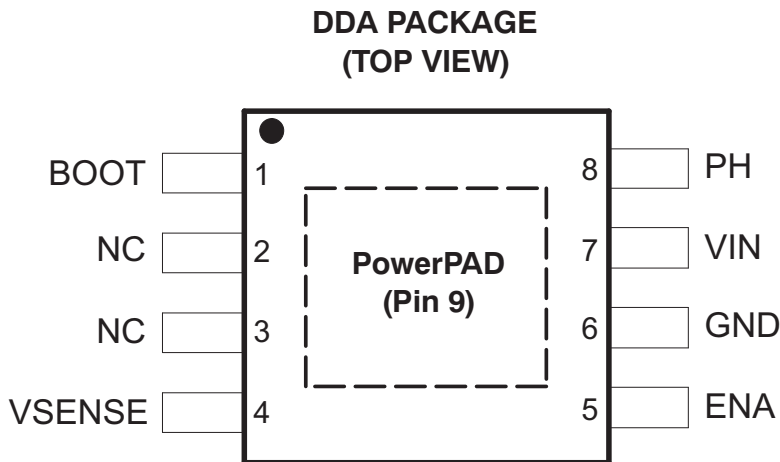 DDA PACKAGE
(TOP VIEW)
BOOT 1 8 PH
NC 2 7 VIN
PowerPAD
(Pin 9)
NC 3 6 GND
VSENSE 4 5 ENA